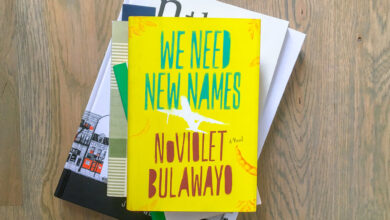 WE NEED
NEW NAMES
A Novel
NoVIOLET
BULAWAYO